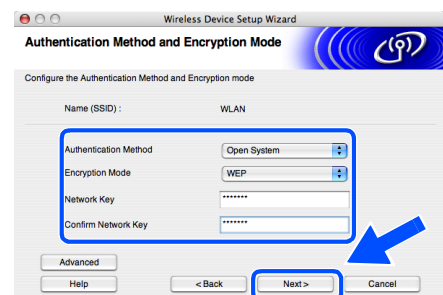 Wireless Device Setup Wizard
Authentication Method and Encryption Mode
Configure the Authentication Method and Encryption mode
Name (SSID) : WLAN
Authentication Method Open System
Encryption Mode WEP
Network Key *******
Confirm Network Key *******
Advanced
Help < Back Next > Cancel